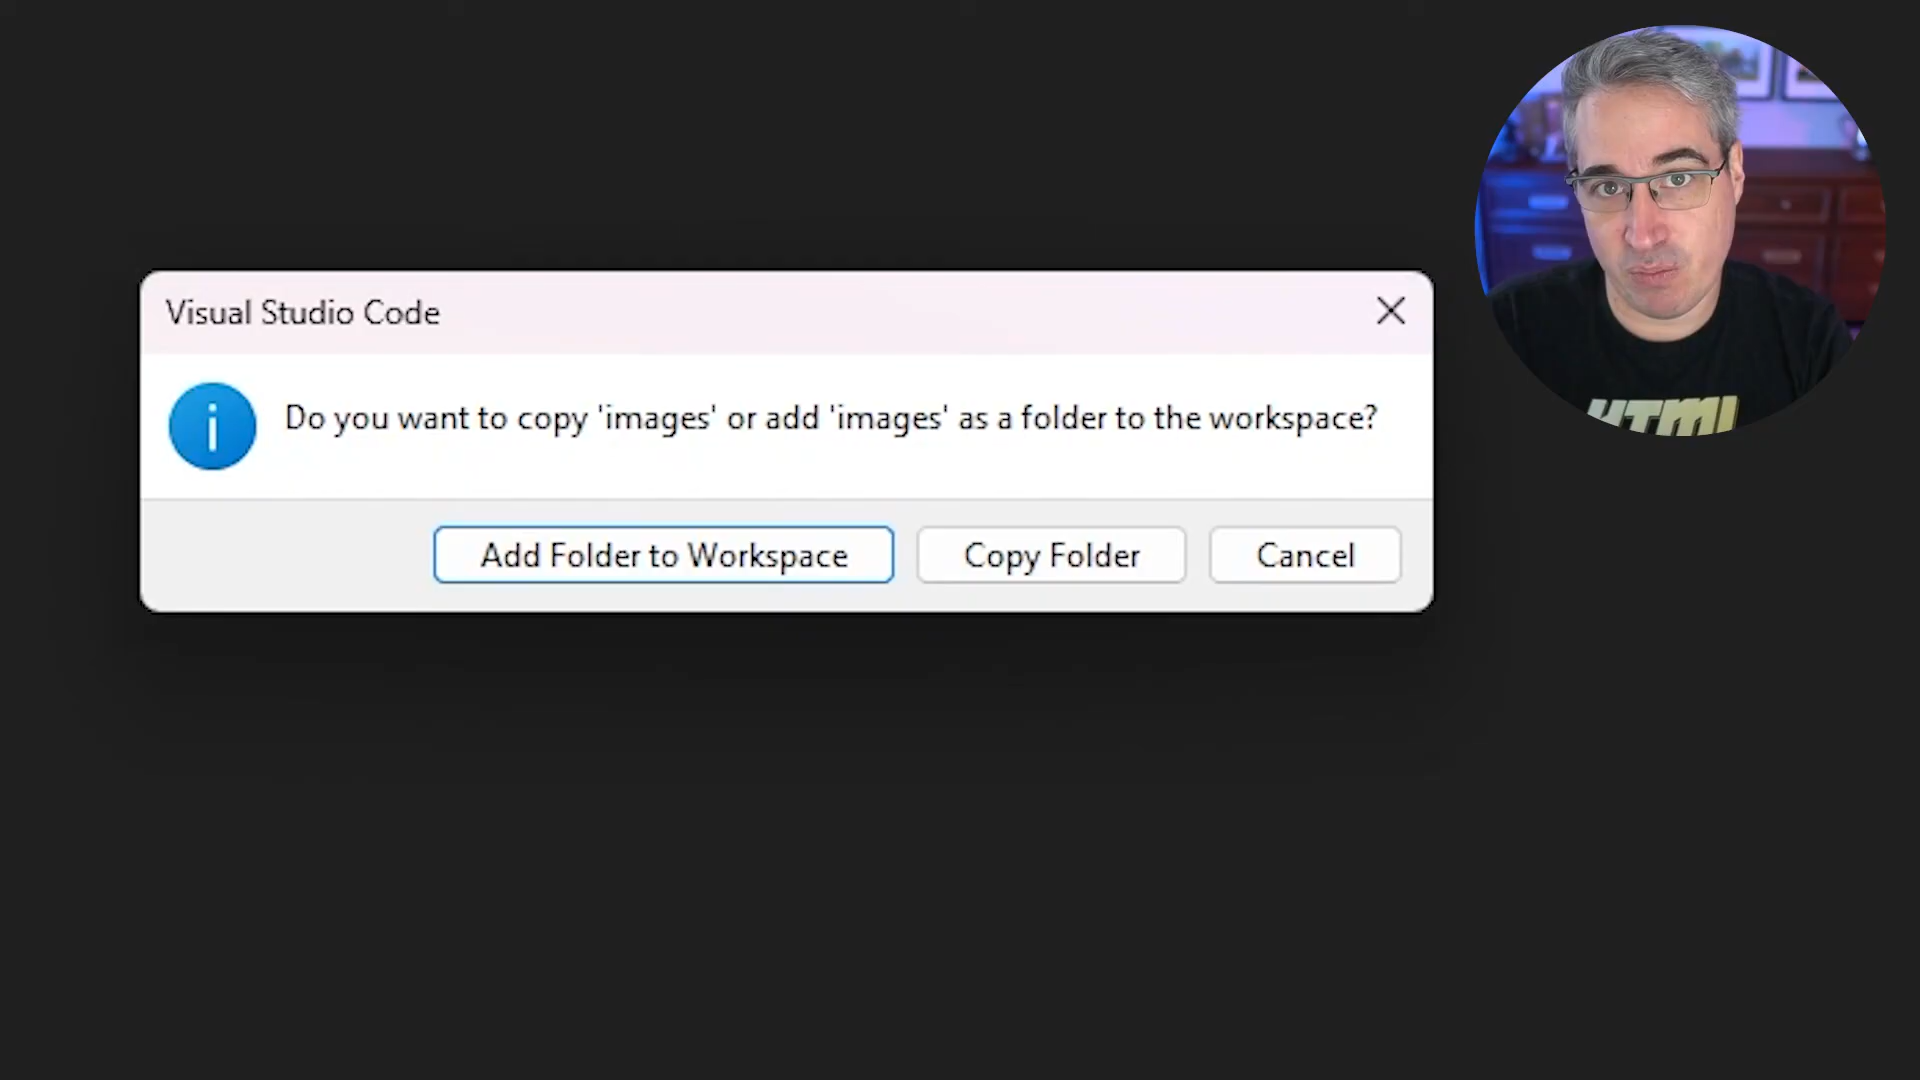 Visual Studio Code
Do you want to copy 'images' or add 'images' as a folder to the workspace?
Add Folder to Workspace
Copy Folder
Cancel
HTML